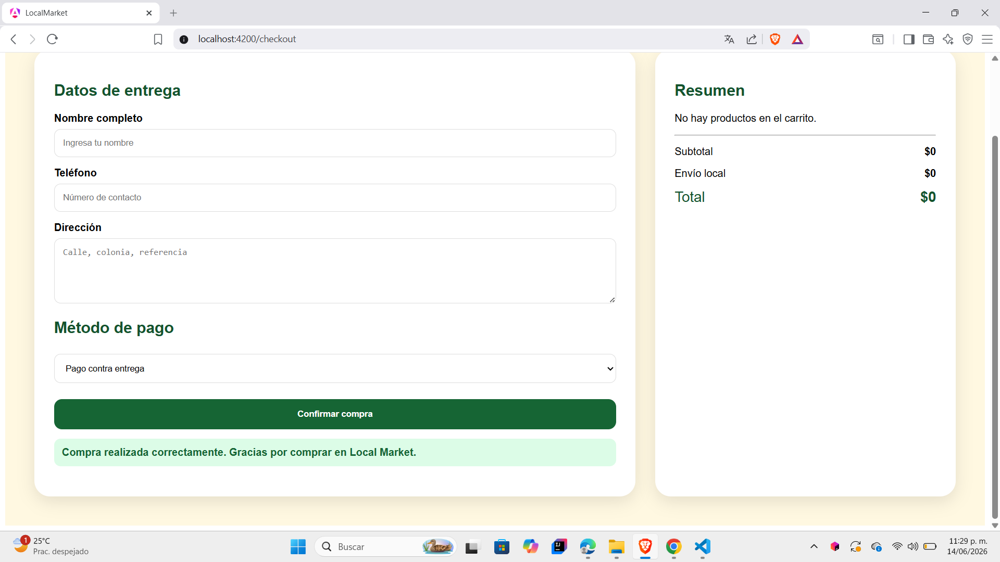 LocalMarket
localhost:4200/checkout
Datos de entrega
Nombre completo
Ingresa tu nombre
Teléfono
Número de contacto
Dirección
Calle, colonia, referencia
Método de pago
Pago contra entrega
Confirmar compra
Compra realizada correctamente. Gracias por comprar en Local Market.
Resumen
No hay productos en el carrito.
Subtotal $0
Envío local $0
Total $0
1
25°C
Prac. despejado
Buscar
11:29 p. m.
14/06/2026